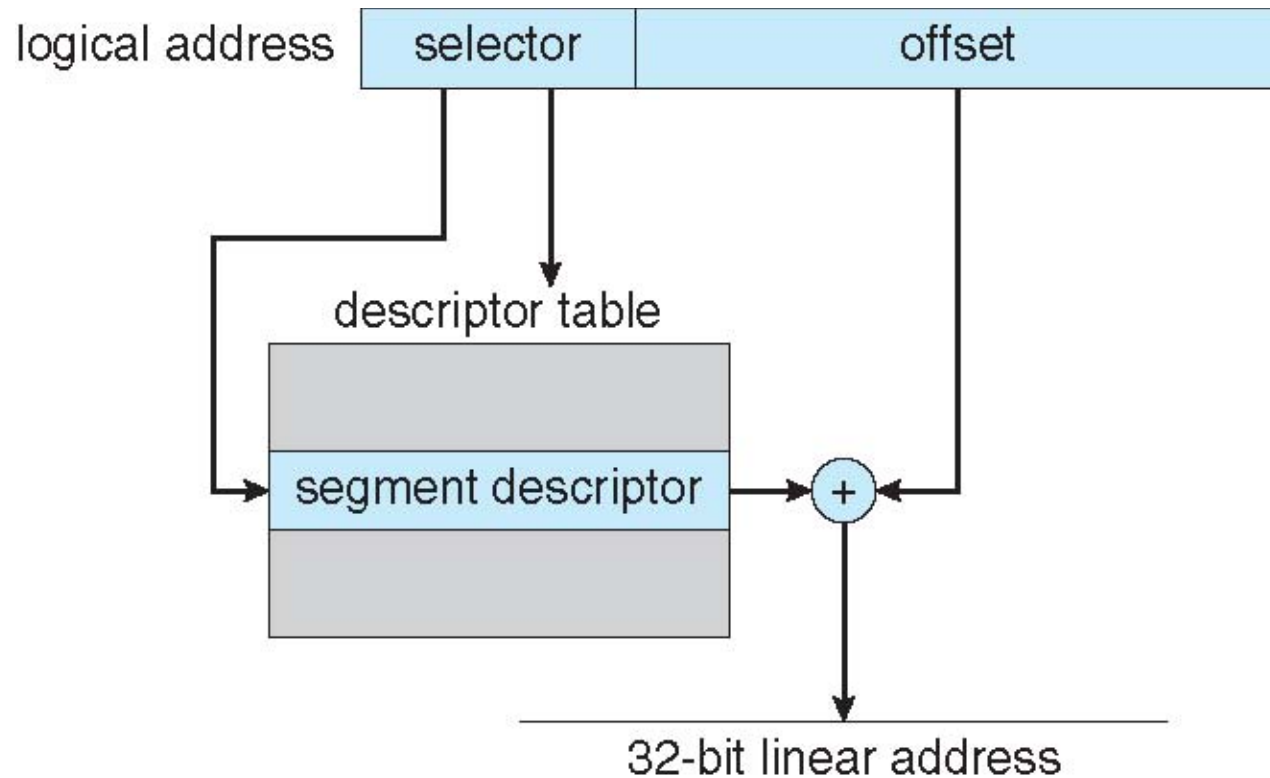 logical address selector offset
descriptor table
segment descriptor +
32-bit linear address